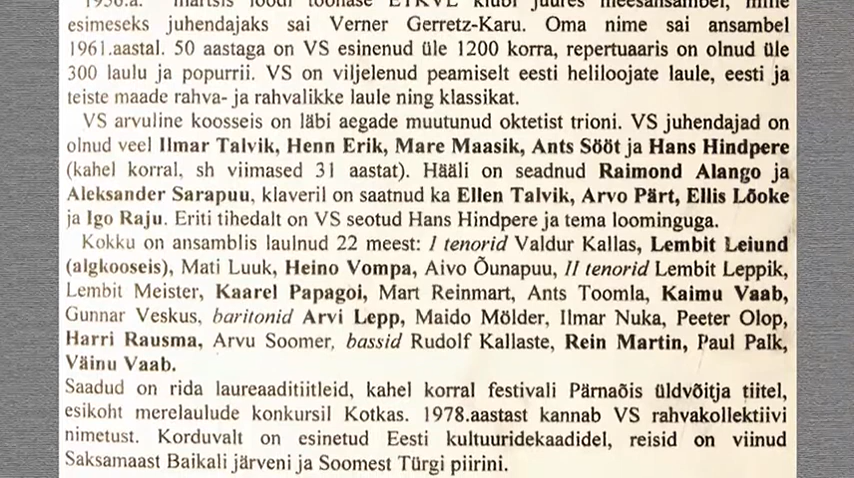 märtsis loodi toonase ETKVL klubi juures meesansambel, mille
esimeseks juhendajaks sai Verner Gerretz-Karu. Oma nime sai ansambel
1961.aastal. 50 aastaga on VS esinenud üle 1200 korra, repertuaaris on olnud üle
300 laulu ja popurrii. VS on viljelenud peamiselt eesti heliloojate laule, eesti ja
teiste maade rahva- ja rahvalikke laule ning klassikat.
VS arvuline koosseis on läbi aegade muutunud oktetist trioni. VS juhendajad on
olnud veel Ilmar Talvik, Henn Erik, Mare Maasik, Ants Sööt ja Hans Hindpere
(kahel korral, sh viimased 31 aastat). Hääli on seadnud Raimond Alango ja
Aleksander Sarapuu, klaveril on saatnud ka Ellen Talvik, Arvo Pärt, Ellis Lõoke
ja Igo Raju. Eriti tihedalt on VS seotud Hans Hindpere ja tema loominguga.
Kokku on ansamblis laulnud 22 meest: I tenorid Valdur Kallas, Lembit Leiund
(algkooseis), Mati Luuk, Heino Vompa, Aivo Õunapuu, II tenorid Lembit Leppik,
Lembit Meister, Kaarel Papagoi, Mart Reinmart, Ants Toomla, Kaimu Vaab,
Gunnar Veskus, baritonid Arvi Lepp, Maido Mölder, Ilmar Nuka, Peeter Olop,
Harri Rausma, Arvu Soomer, bassid Rudolf Kallaste, Rein Martin, Paul Palk,
Väinu Vaab.
Saadud on rida laureaaditiitleid, kahel korral festivali Pärnaõis üldvõitja tiitel,
esikoht merelaulude konkursil Kotkas. 1978.aastast kannab VS rahvakollektiivi
nimetust. Korduvalt on esinetud Eesti kultuuridekaadidel, reisid on viinud
Saksamaast Baikali järveni ja Soomest Türgi piirini.